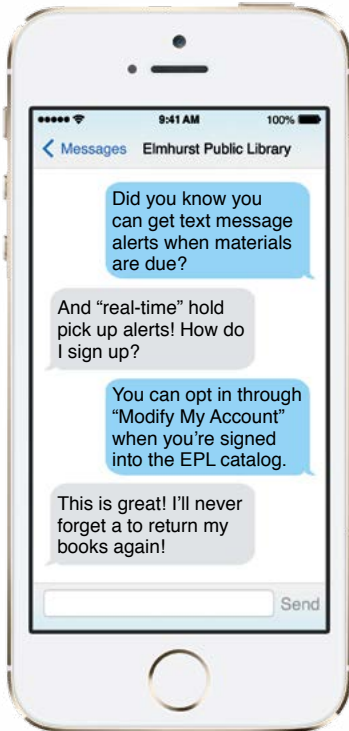 9:41 AM 100%
Messages Elmhurst Public Library
Did you know you
can get text message
alerts when materials
are due?
And “real-time” hold
pick up alerts! How do
I sign up?
You can opt in through
“Modify My Account”
when you’re signed
into the EPL catalog.
This is great! I’ll never
forget a to return my
books again!
Send